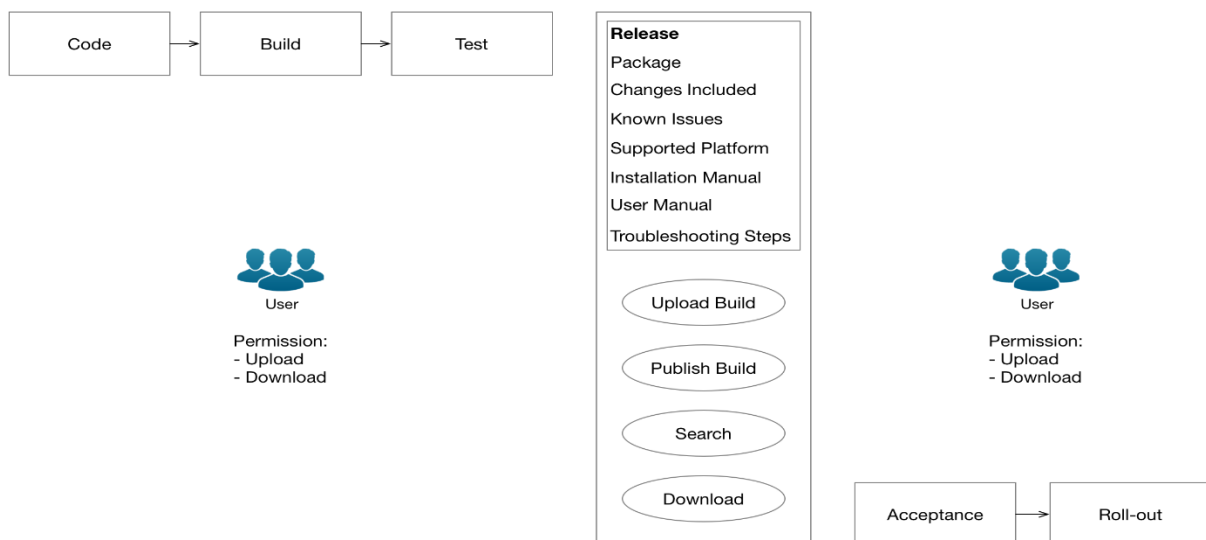 Code
Build
Test
Release
Package
Changes Included
Known Issues
Supported Platform
Installation Manual
User Manual
Troubleshooting Steps
User
Permission:
- Upload
- Download
Upload Build
Publish Build
Search
Download
User
Permission:
- Upload
- Download
Acceptance
Roll-out